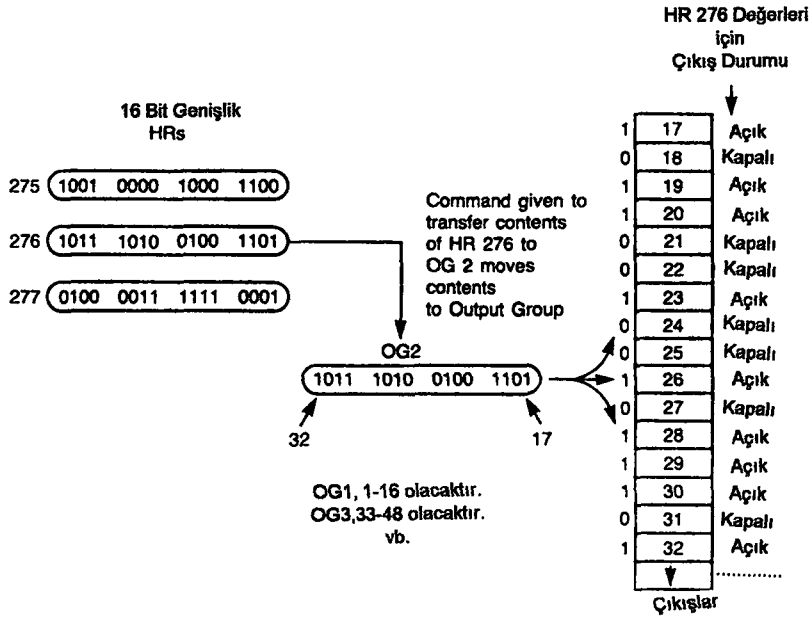 HR 276 Değerleri
için
Çıkış Durumu
16 Bit Genişlik
HRs
275 1001 0000 1000 1100
276 1011 1010 0100 1101
277 0100 0011 1111 0001
Command given to
transfer contents
of HR 276 to
OG 2 moves
contents
to Output Group
OG2
1011 1010 0100 1101
32 17
OG1, 1-16 olacaktır.
OG3,33-48 olacaktır.
vb.
1 17 Açık
0 18 Kapalı
1 19 Açık
1 20 Açık
0 21 Kapalı
0 22 Kapalı
1 23 Açık
0 24 Kapalı
0 25 Kapalı
1 26 Açık
0 27 Kapalı
1 28 Açık
1 29 Açık
1 30 Açık
0 31 Kapalı
1 32 Açık
Çıkışlar